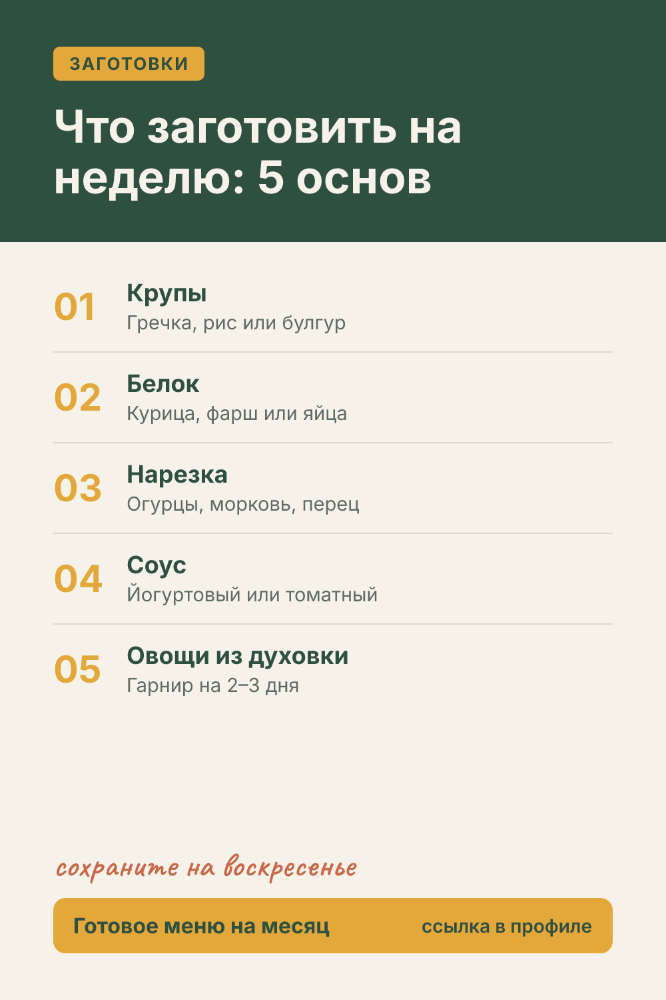 ЗАГОТОВКИ
Что заготовить на
неделю: 5 основ
01
Крупы
Гречка, рис или булгур
02
Белок
Курица, фарш или яйца
03
Нарезка
Огурцы, морковь, перец
04
Соус
Йогуртовый или томатный
05
Овощи из духовки
Гарнир на 2–3 дня
сохраните на воскресенье
Готовое меню на месяц
ссылка в профиле